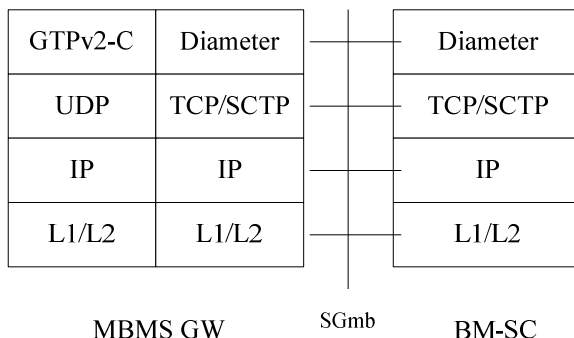 GTPv2-C Diameter Diameter
UDP TCP/SCTP TCP/SCTP
IP IP IP
L1/L2 L1/L2 L1/L2
MBMS GW SGmb BM-SC